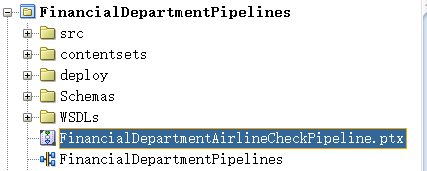 FinancialDepartmentPipelines
src
contentsets
deploy
Schemas
WSDLs
FinancialDepartmentAirlineCheckPipeline.ptx
FinancialDepartmentPipelines